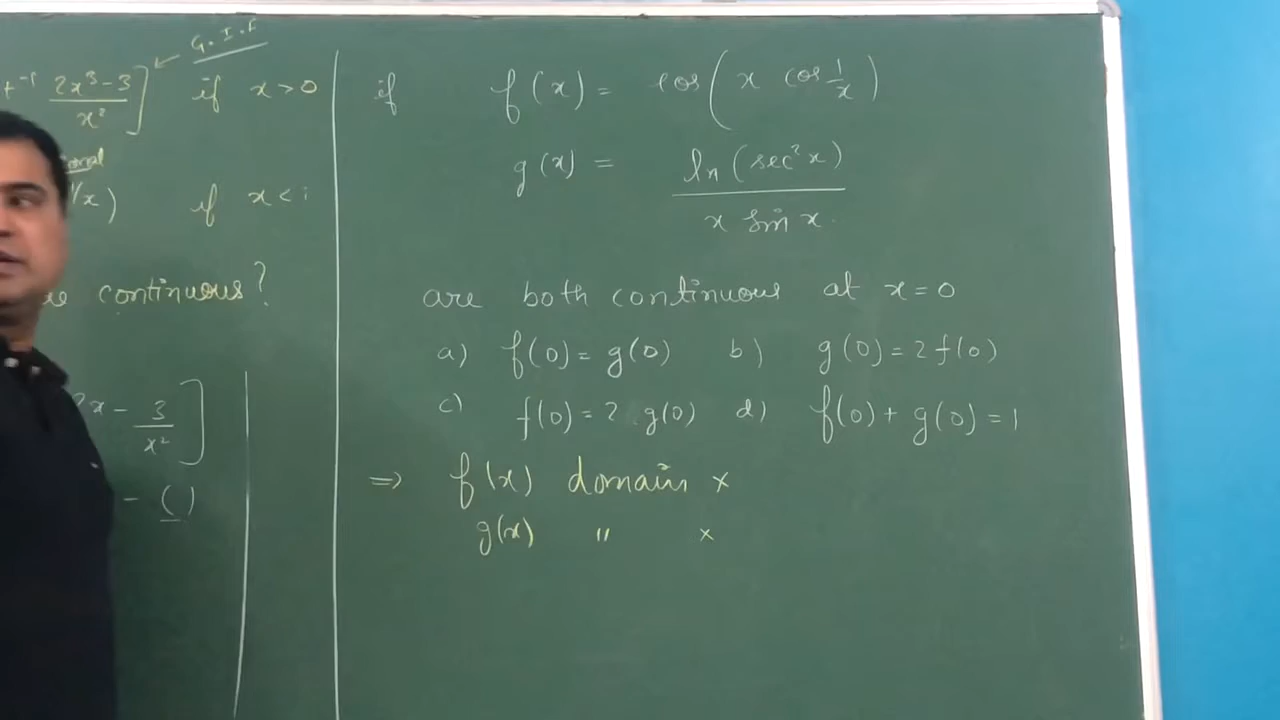 G.I.F
2x³-3 / x² ] if x>0
/x) if x<
continuous?
2x - 3/x² ]
- ( )
if f(x) = cos(x cos 1/x)
g(x) = ln(sec²x) / x sin x
are both continuous at x=0
a) f(0)= g(0) b) g(0)=2f(0)
c) f(0)=2 g(0) d) f(0)+g(0)=1
⇒ f(x) domain ×
g(x) " ×